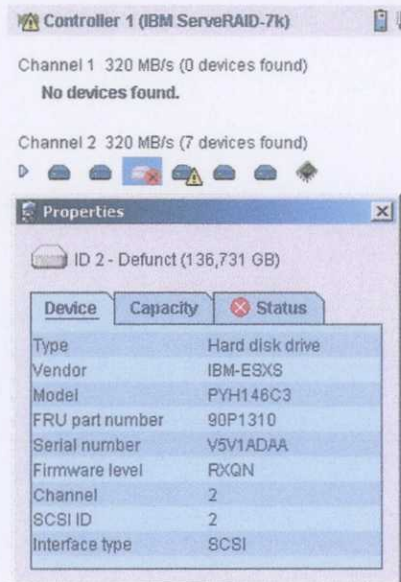 Controller 1 (IBM ServeRAID-7k)
Channel 1 320 MB/s (0 devices found)
No devices found.
Channel 2 320 MB/s (7 devices found)
Properties
ID 2 - Defunct (136,731 GB)
Device Capacity Status
Type Hard disk drive
Vendor IBM-ESXS
Model PYH146C3
FRU part number 90P1310
Serial number V5V1ADAA
Firmware level RXQN
Channel 2
SCSI ID 2
Interface type SCSI